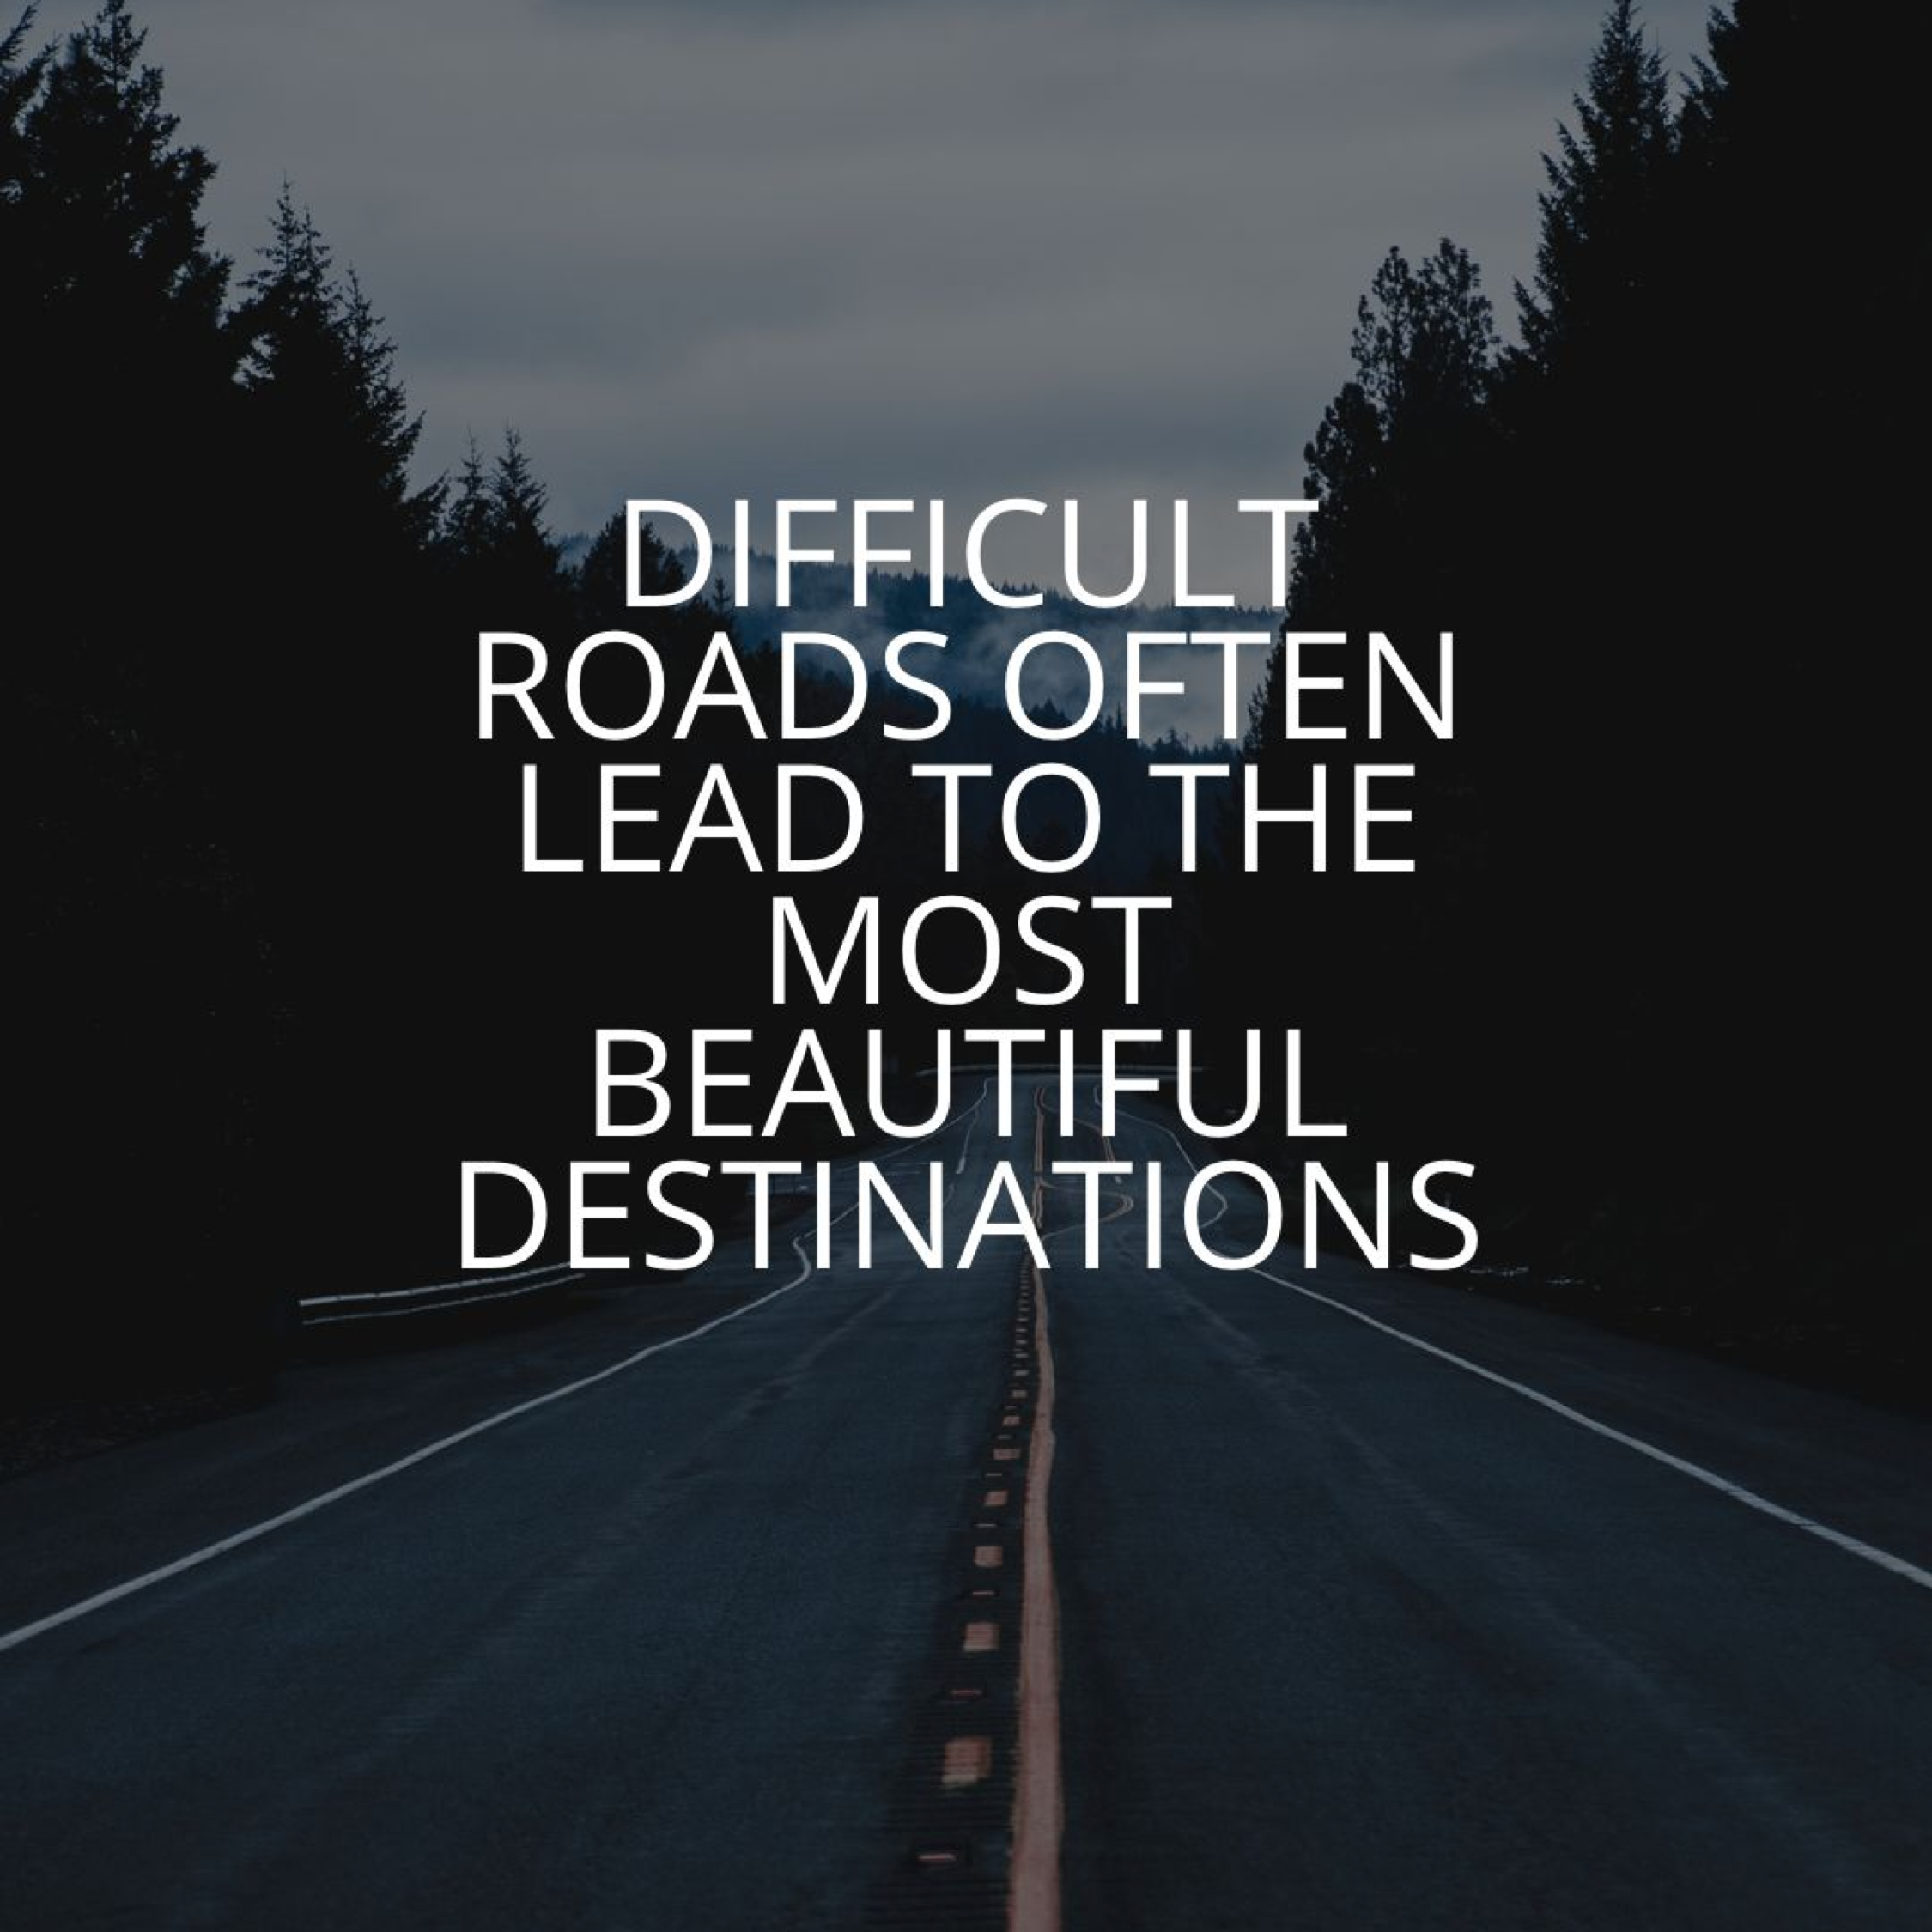 DIFFICULT
ROADS OFTEN
LEAD TO THE
MOST
BEAUTIFUL
DESTINATIONS